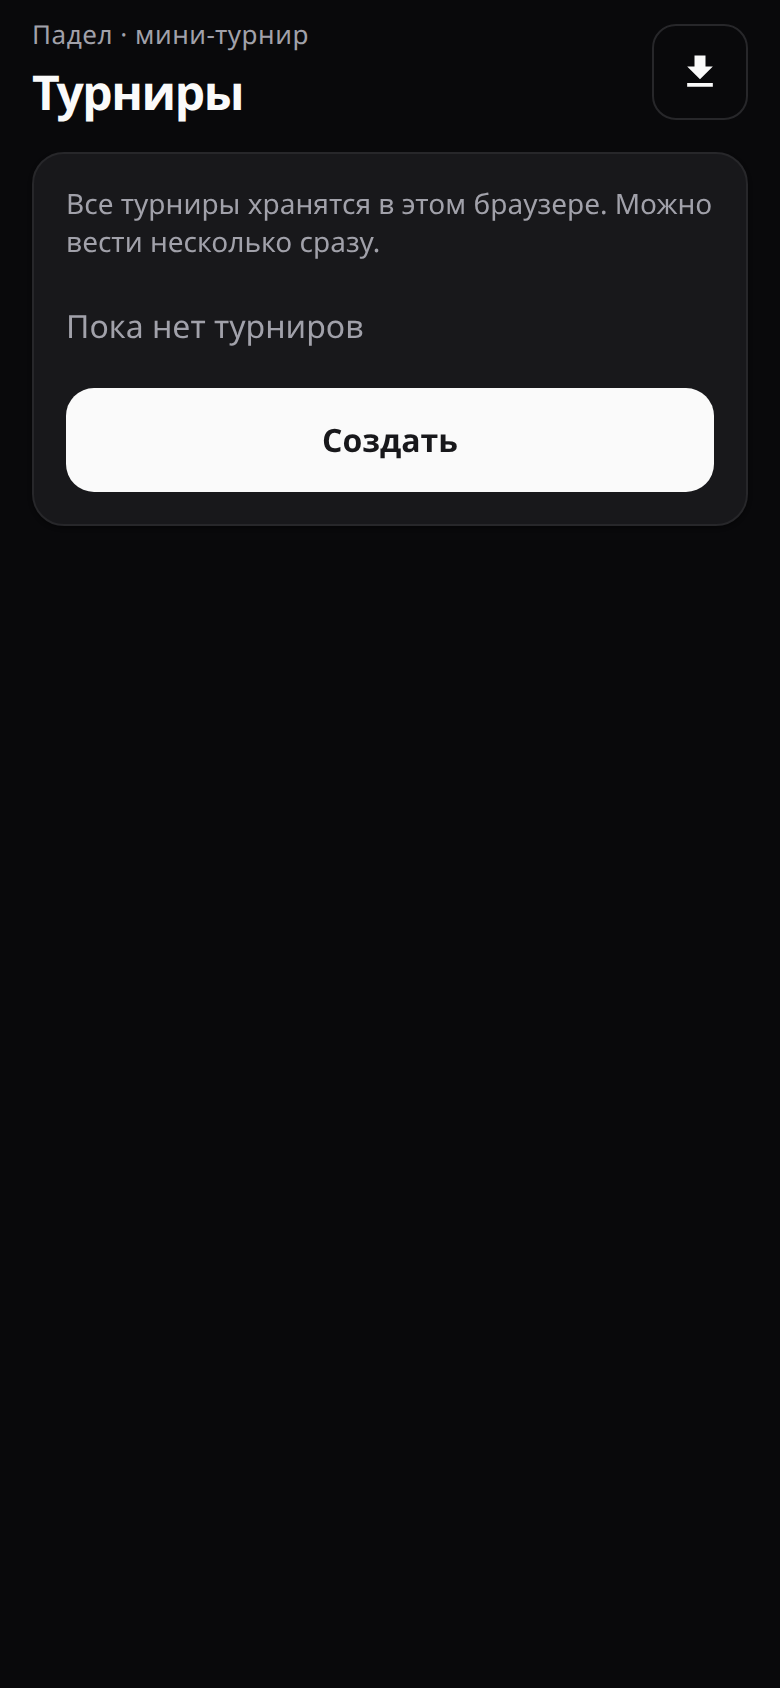 Падел · мини-турнир
Турниры
Все турниры хранятся в этом браузере. Можно
вести несколько сразу.
Пока нет турниров
Создать